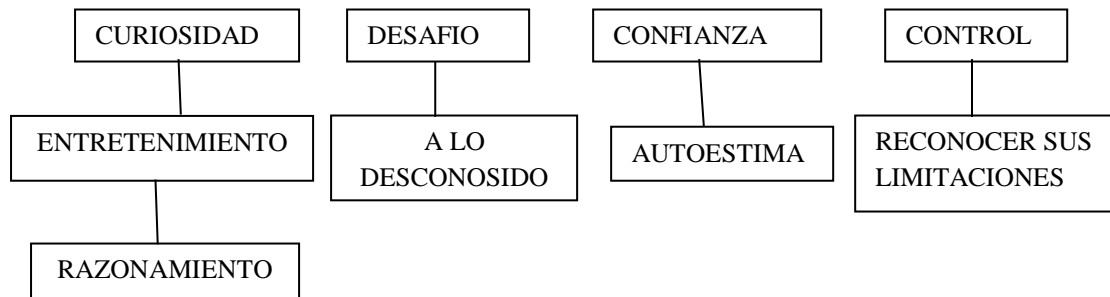 CURIOSIDAD
DESAFIO
CONFIANZA
CONTROL
ENTRETENIMIENTO
A LO
DESCONOSIDO
AUTOESTIMA
RECONOCER SUS
LIMITACIONES
RAZONAMIENTO